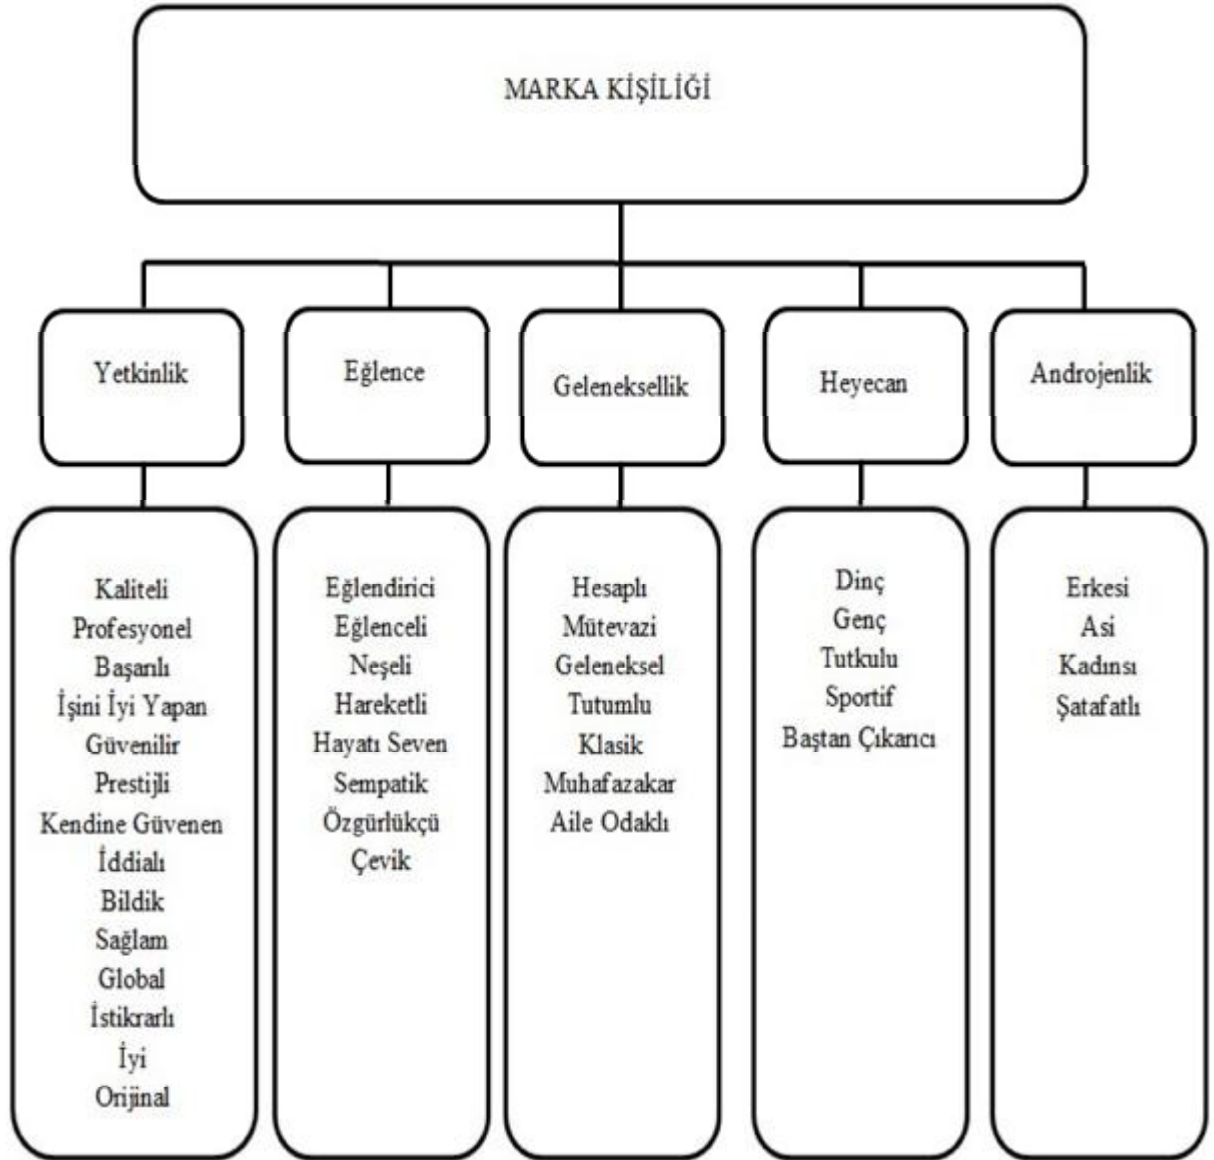 MARKA KİŞİLİĞİ
Yetkinlik
Eğlence
Geleneksellik
Heyecan
Androjenlik
Kaliteli
Profesyonel
Başarılı
İşini İyi Yapan
Güvenilir
Prestijli
Kendine Güvenen
İddialı
Bildik
Sağlam
Global
İstikrarlı
İyi
Orijinal
Eğlendirici
Eğlenceli
Neşeli
Hareketli
Hayatı Seven
Sempatik
Özgürlükçü
Çevik
Hesaplı
Mütevazi
Geleneksel
Tutumlu
Klasik
Muhafazakar
Aile Odaklı
Dinç
Genç
Tutkulu
Sportif
Baştan Çıkarıcı
Erkesi
Asi
Kadınsı
Şatafatlı